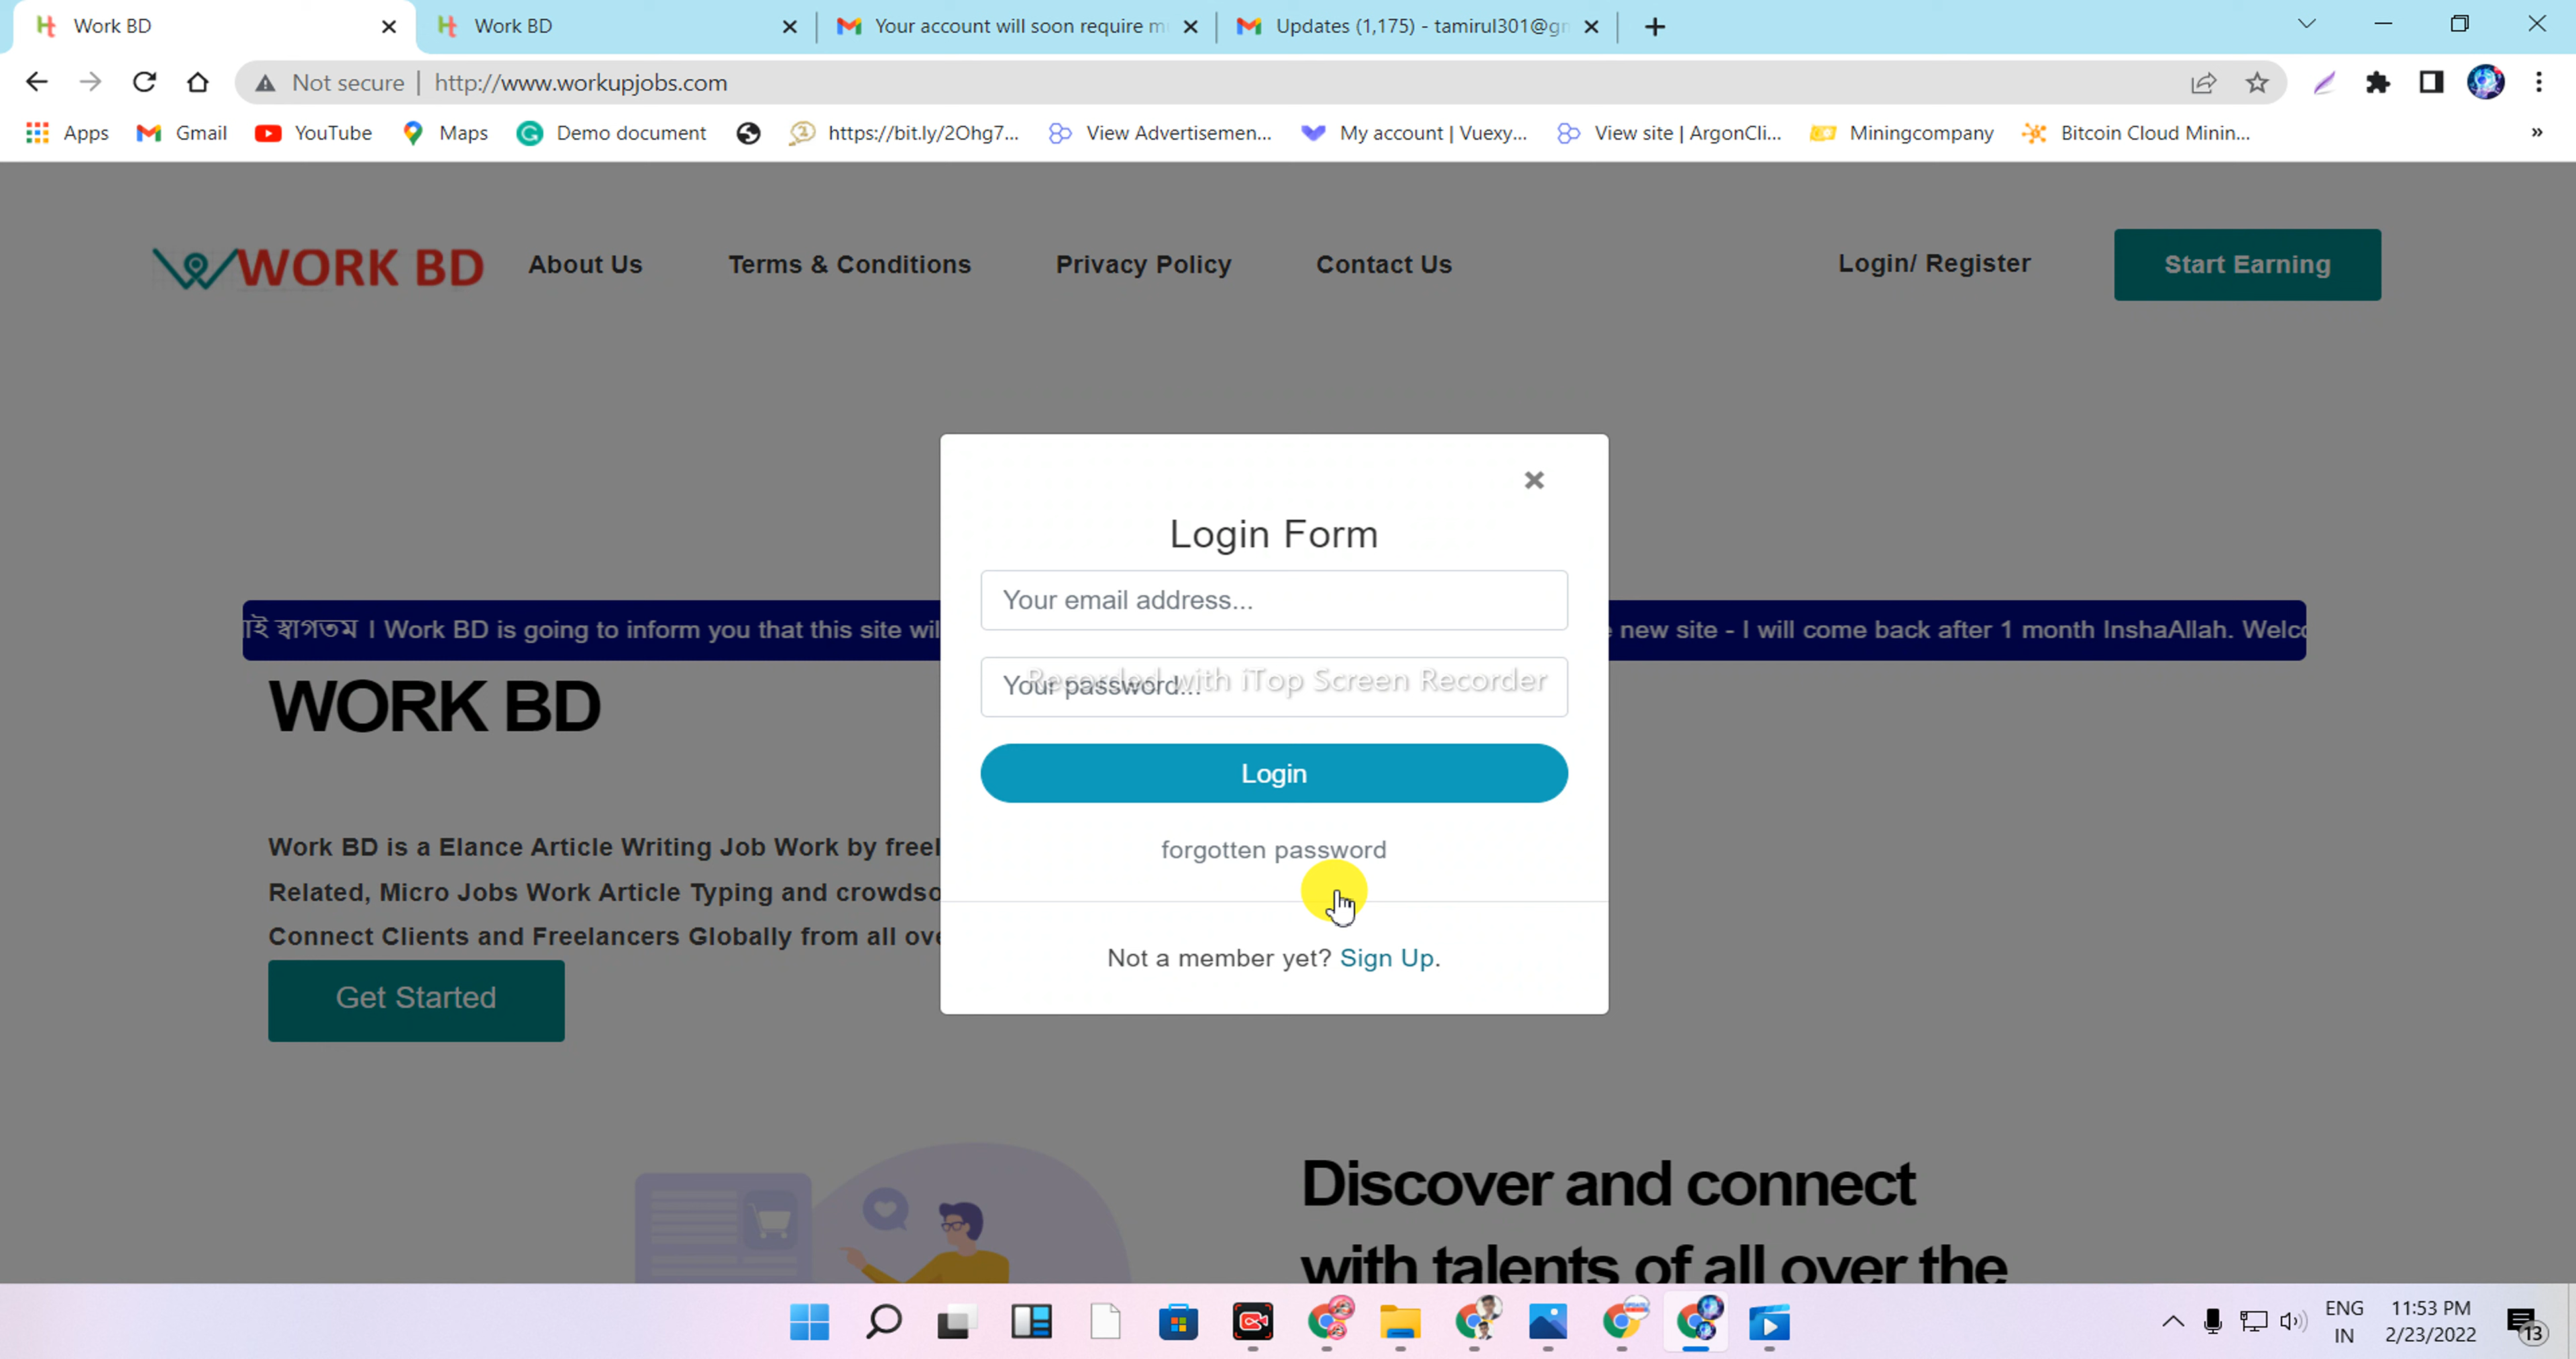 Work BD
Work BD
Your account will soon require m
Updates (1,175) - tamirul301@gm
Not secure | http://www.workupjobs.com
Apps
Gmail
YouTube
Maps
Demo document
https://bit.ly/2Ohg7...
View Advertisemen...
My account | Vuexy...
View site | ArgonCli...
Miningcompany
Bitcoin Cloud Minin...
»
WORK BD
About Us
Terms & Conditions
Privacy Policy
Contact Us
Login/ Register
Start Earning
Login Form
Your email address...
স্বাগতম । Work BD is going to inform you that this site
new site - I will come back after 1 month InshaAllah.
Your password...
Recorded with iTop Screen Recorder
WORK BD
Login
forgotten password
Work BD is a Elance Article Writing Job Work by
Related, Micro Jobs Work Article Typing and
Connect Clients and Freelancers Globally from all
Not a member yet? Sign Up.
Get Started
Discover and connect
with talents of all over the
ENG
IN
11:53 PM
2/23/2022
13